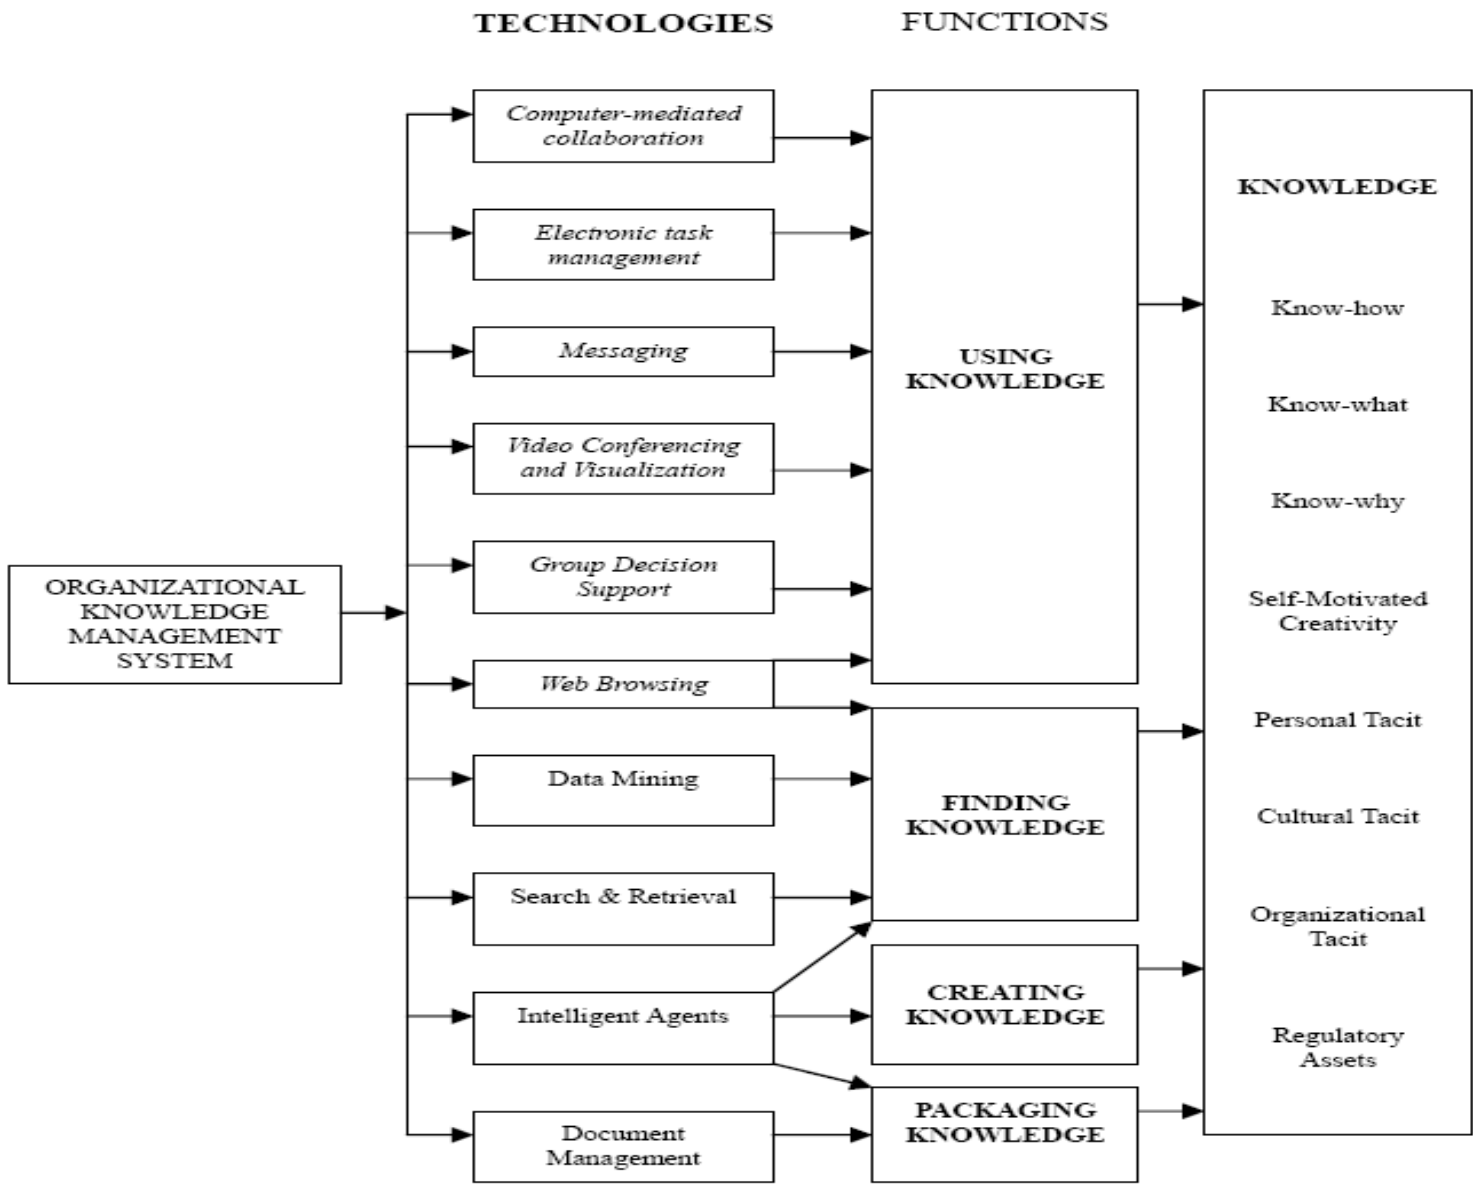 TECHNOLOGIES
FUNCTIONS
Computer-mediated
collaboration
Electronic task
management
Messaging
Video Conferencing
and Visualization
Group Decision
Support
Web Browsing
Data Mining
Search & Retrieval
Intelligent Agents
Document
Management
ORGANIZATIONAL
KNOWLEDGE
MANAGEMENT
SYSTEM
USING
KNOWLEDGE
FINDING
KNOWLEDGE
CREATING
KNOWLEDGE
PACKAGING
KNOWLEDGE
KNOWLEDGE
Know-how
Know-what
Know-why
Self-Motivated
Creativity
Personal Tacit
Cultural Tacit
Organizational
Tacit
Regulatory
Assets